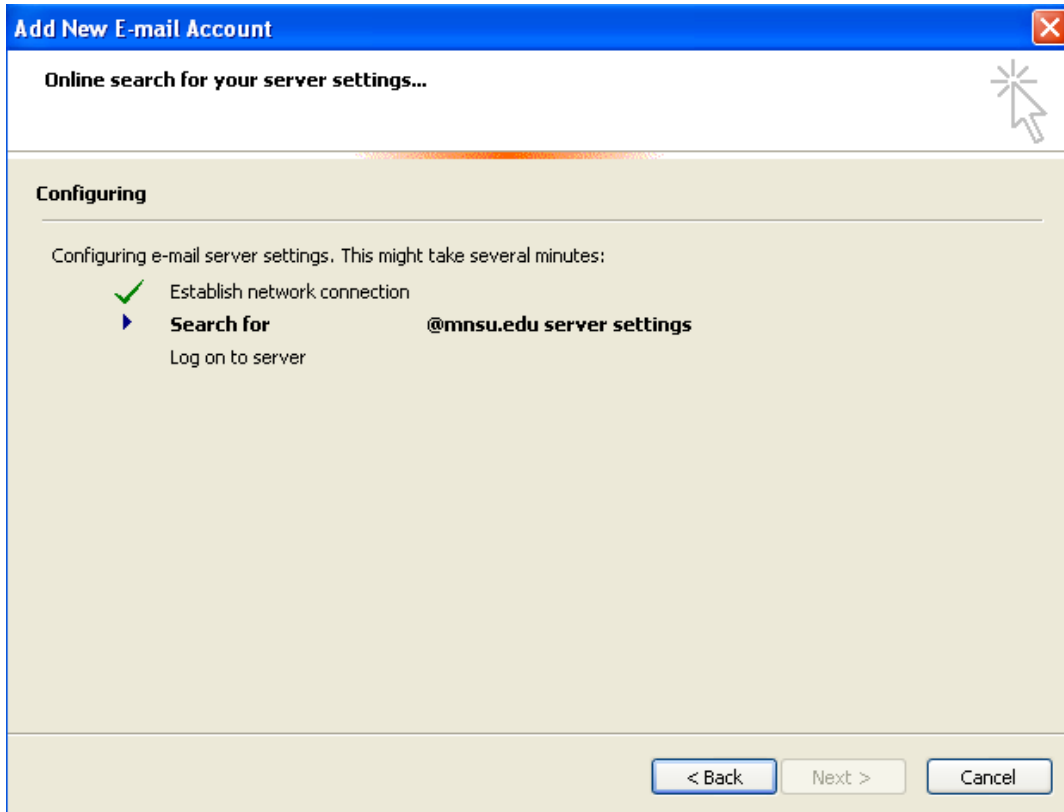 Add New E-mail Account
Online search for your server settings...
Configuring
Configuring e-mail server settings. This might take several minutes:
Establish network connection
Search for @mnsu.edu server settings
Log on to server
< Back Next > Cancel